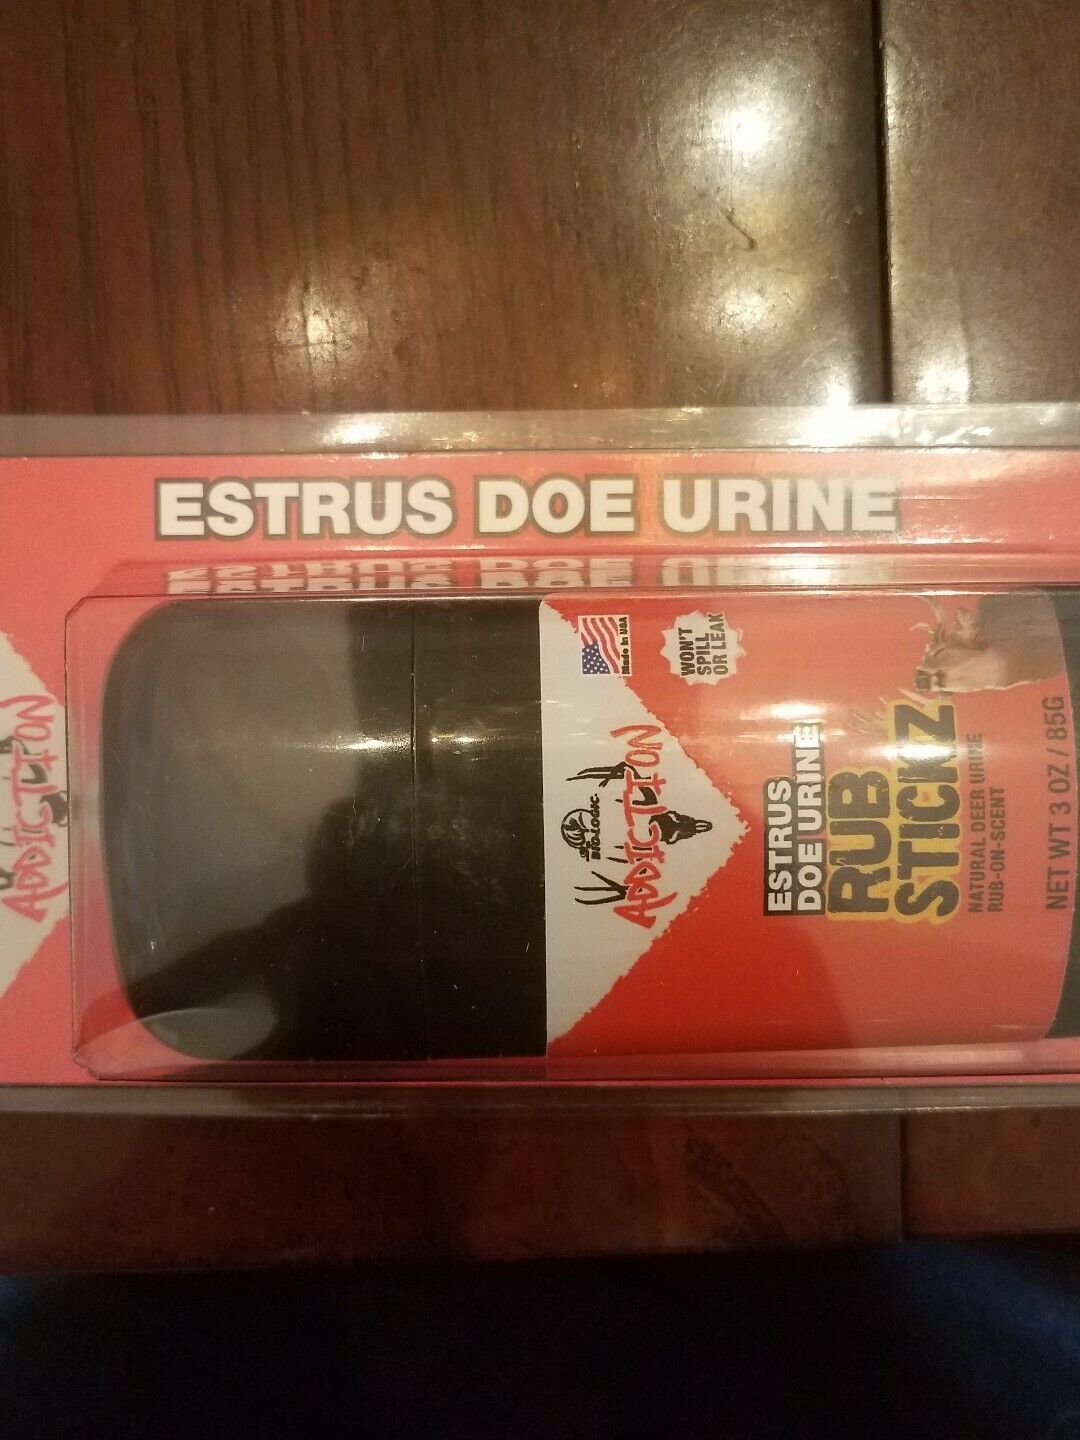 ESTRUS DOE URINE
ADDICTION
Made in USA
WON'T
SPILL
OR LEAK
BIOLOGIC
ADDICTION
ESTRUS
DOE URINE
RUB
STICKZ
NATURAL DEER URINE
RUB-ON-SCENT
NET WT 3 OZ / 85G